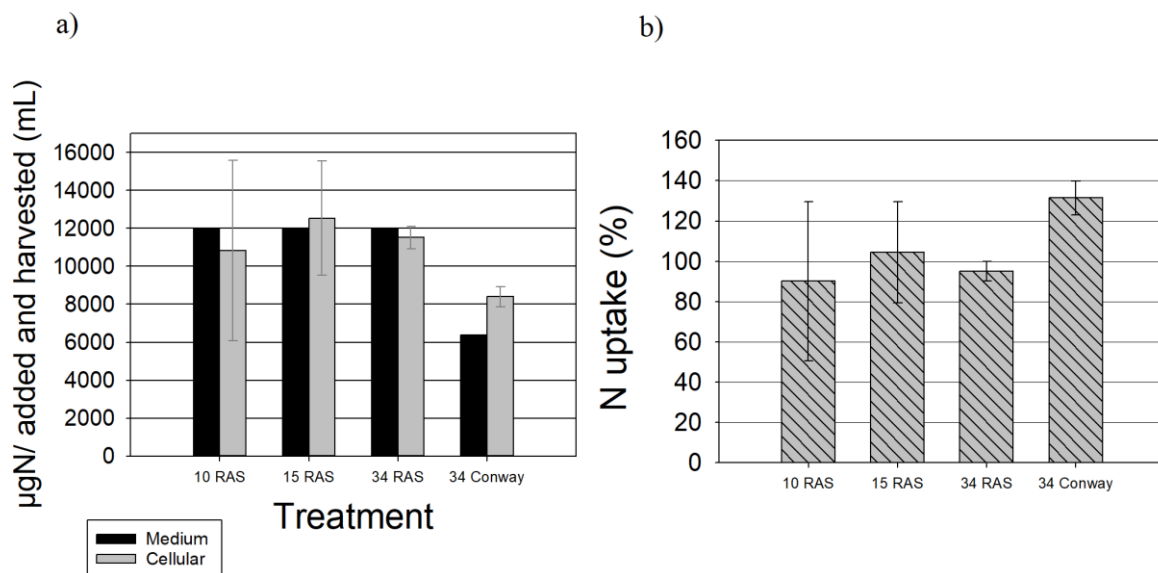 a)
µgN/ added and harvested (mL)
16000
14000
12000
10000
8000
6000
4000
2000
0
10 RAS
15 RAS
34 RAS
34 Conway
Treatment
Medium
Cellular
b)
N uptake (%)
160
140
120
100
80
60
40
20
0
10 RAS
15 RAS
34 RAS
34 Conway